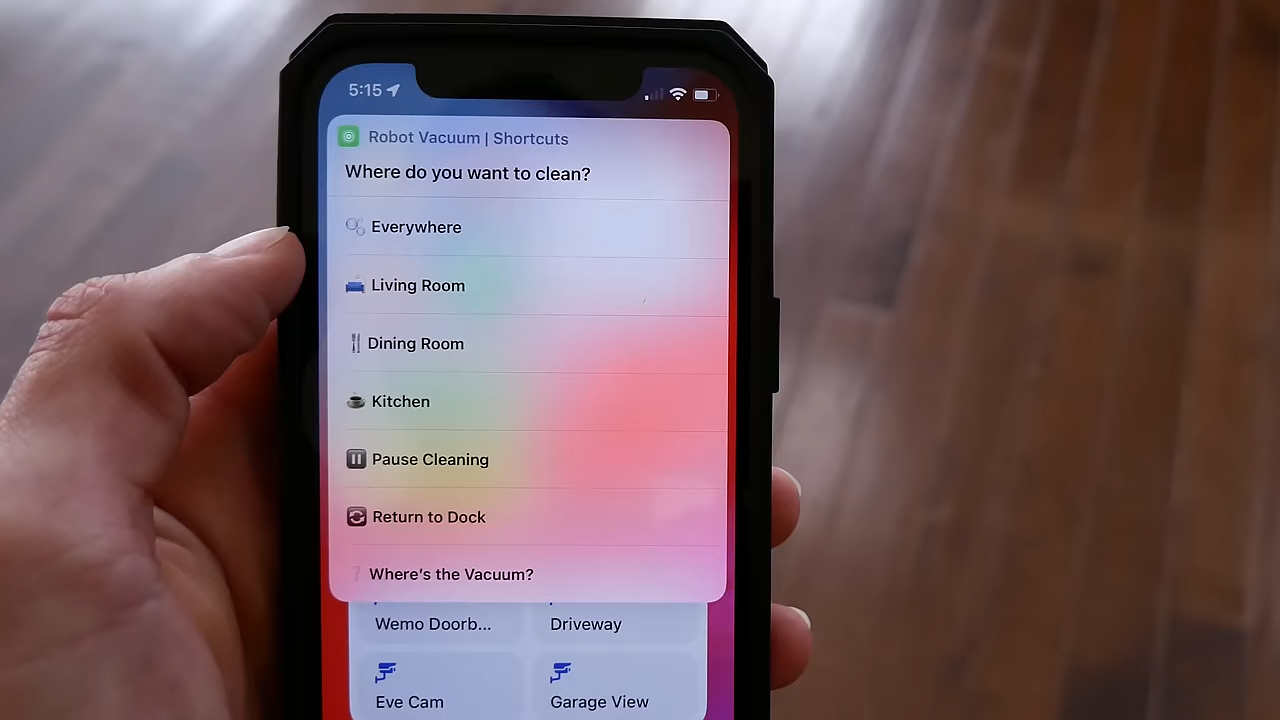 5:15
Robot Vacuum | Shortcuts
Where do you want to clean?
Everywhere
Living Room
Dining Room
Kitchen
Pause Cleaning
Return to Dock
❔ Where's the Vacuum?
Wemo Doorb...
Driveway
Eve Cam
Garage View